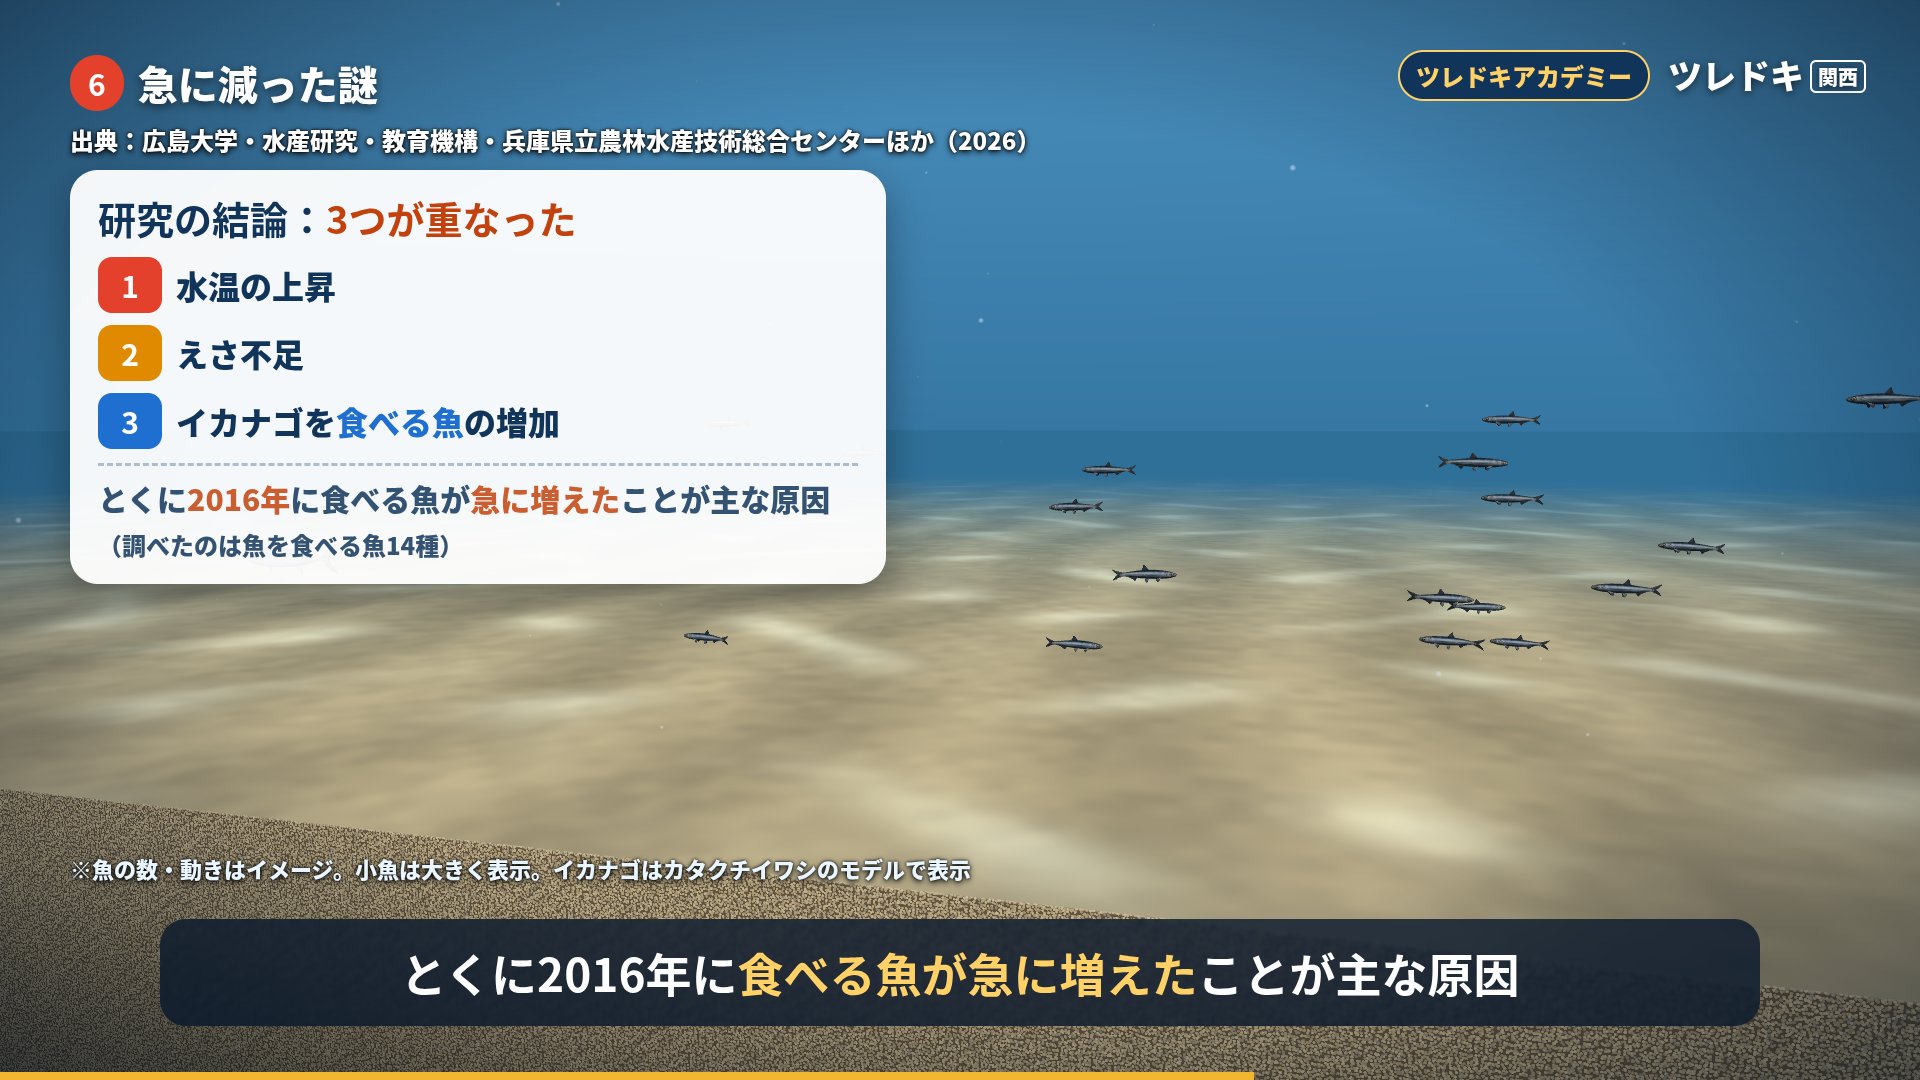 6 急に減った謎
ツレドキアカデミー ツレドキ 関西
出典：広島大学・水産研究・教育機構・兵庫県立農林水産技術総合センターほか（2026）
研究の結論：3つが重なった
1 水温の上昇
2 えさ不足
3 イカナゴを食べる魚の増加
とくに2016年に食べる魚が急に増えたことが主な原因
（調べたのは魚を食べる魚14種）
※魚の数・動きはイメージ。小魚は大きく表示。イカナゴはカタクチイワシのモデルで表示
とくに2016年に食べる魚が急に増えたことが主な原因